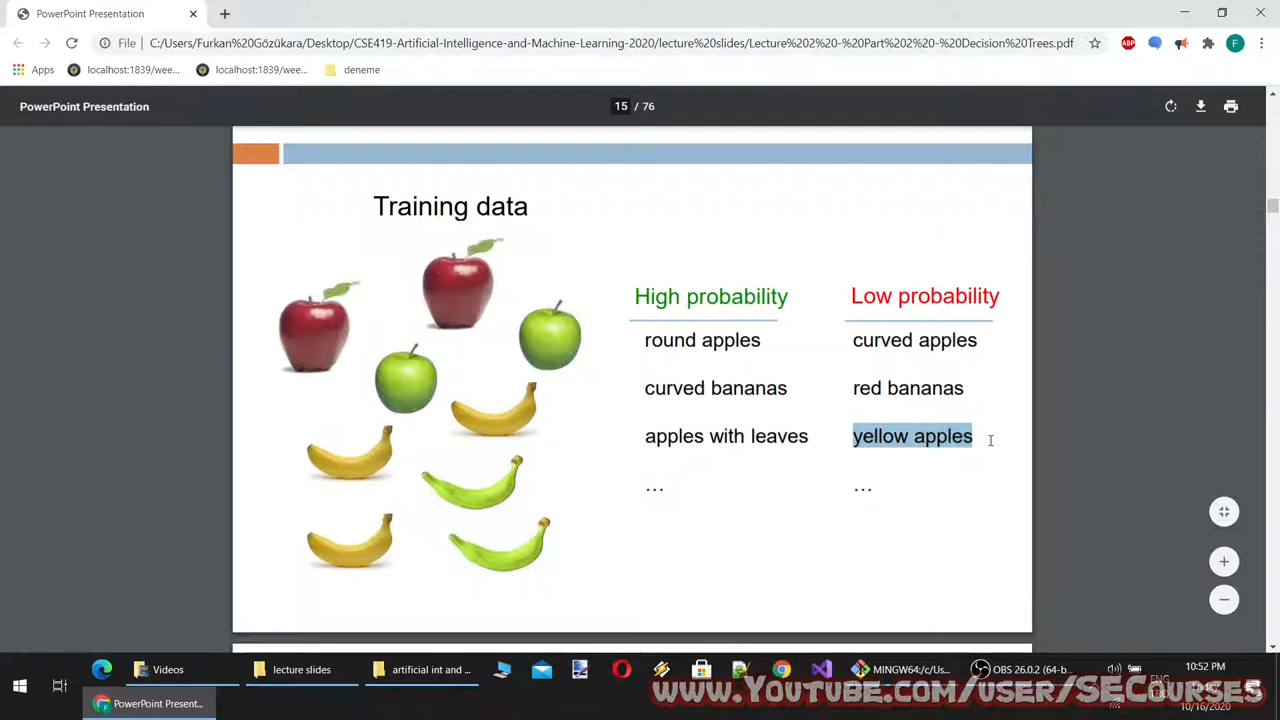 PowerPoint Presentation
File
C:/Users/Furkan%20Gözükara/Desktop/CSE419-Artificial-Intelligence-and-Machine-Learning-2020/lecture%20slides/Lecture%202%20-%20Part%202%20-%20Decision%20Trees.pdf
ABP
F
Apps
localhost:1839/wee...
localhost:1839/wee...
deneme
PowerPoint Presentation
15 / 76
Training data
High probability
Low probability
round apples
curved apples
curved bananas
red bananas
apples with leaves
yellow apples
...
...
Videos
lecture slides
artificial int and ...
MINGW64:/c/Us...
OBS 26.0.2 (64-b...
10:52 PM
ENG
PowerPoint Present...
10/16/2020
www.Youtube.com/user/SECourses